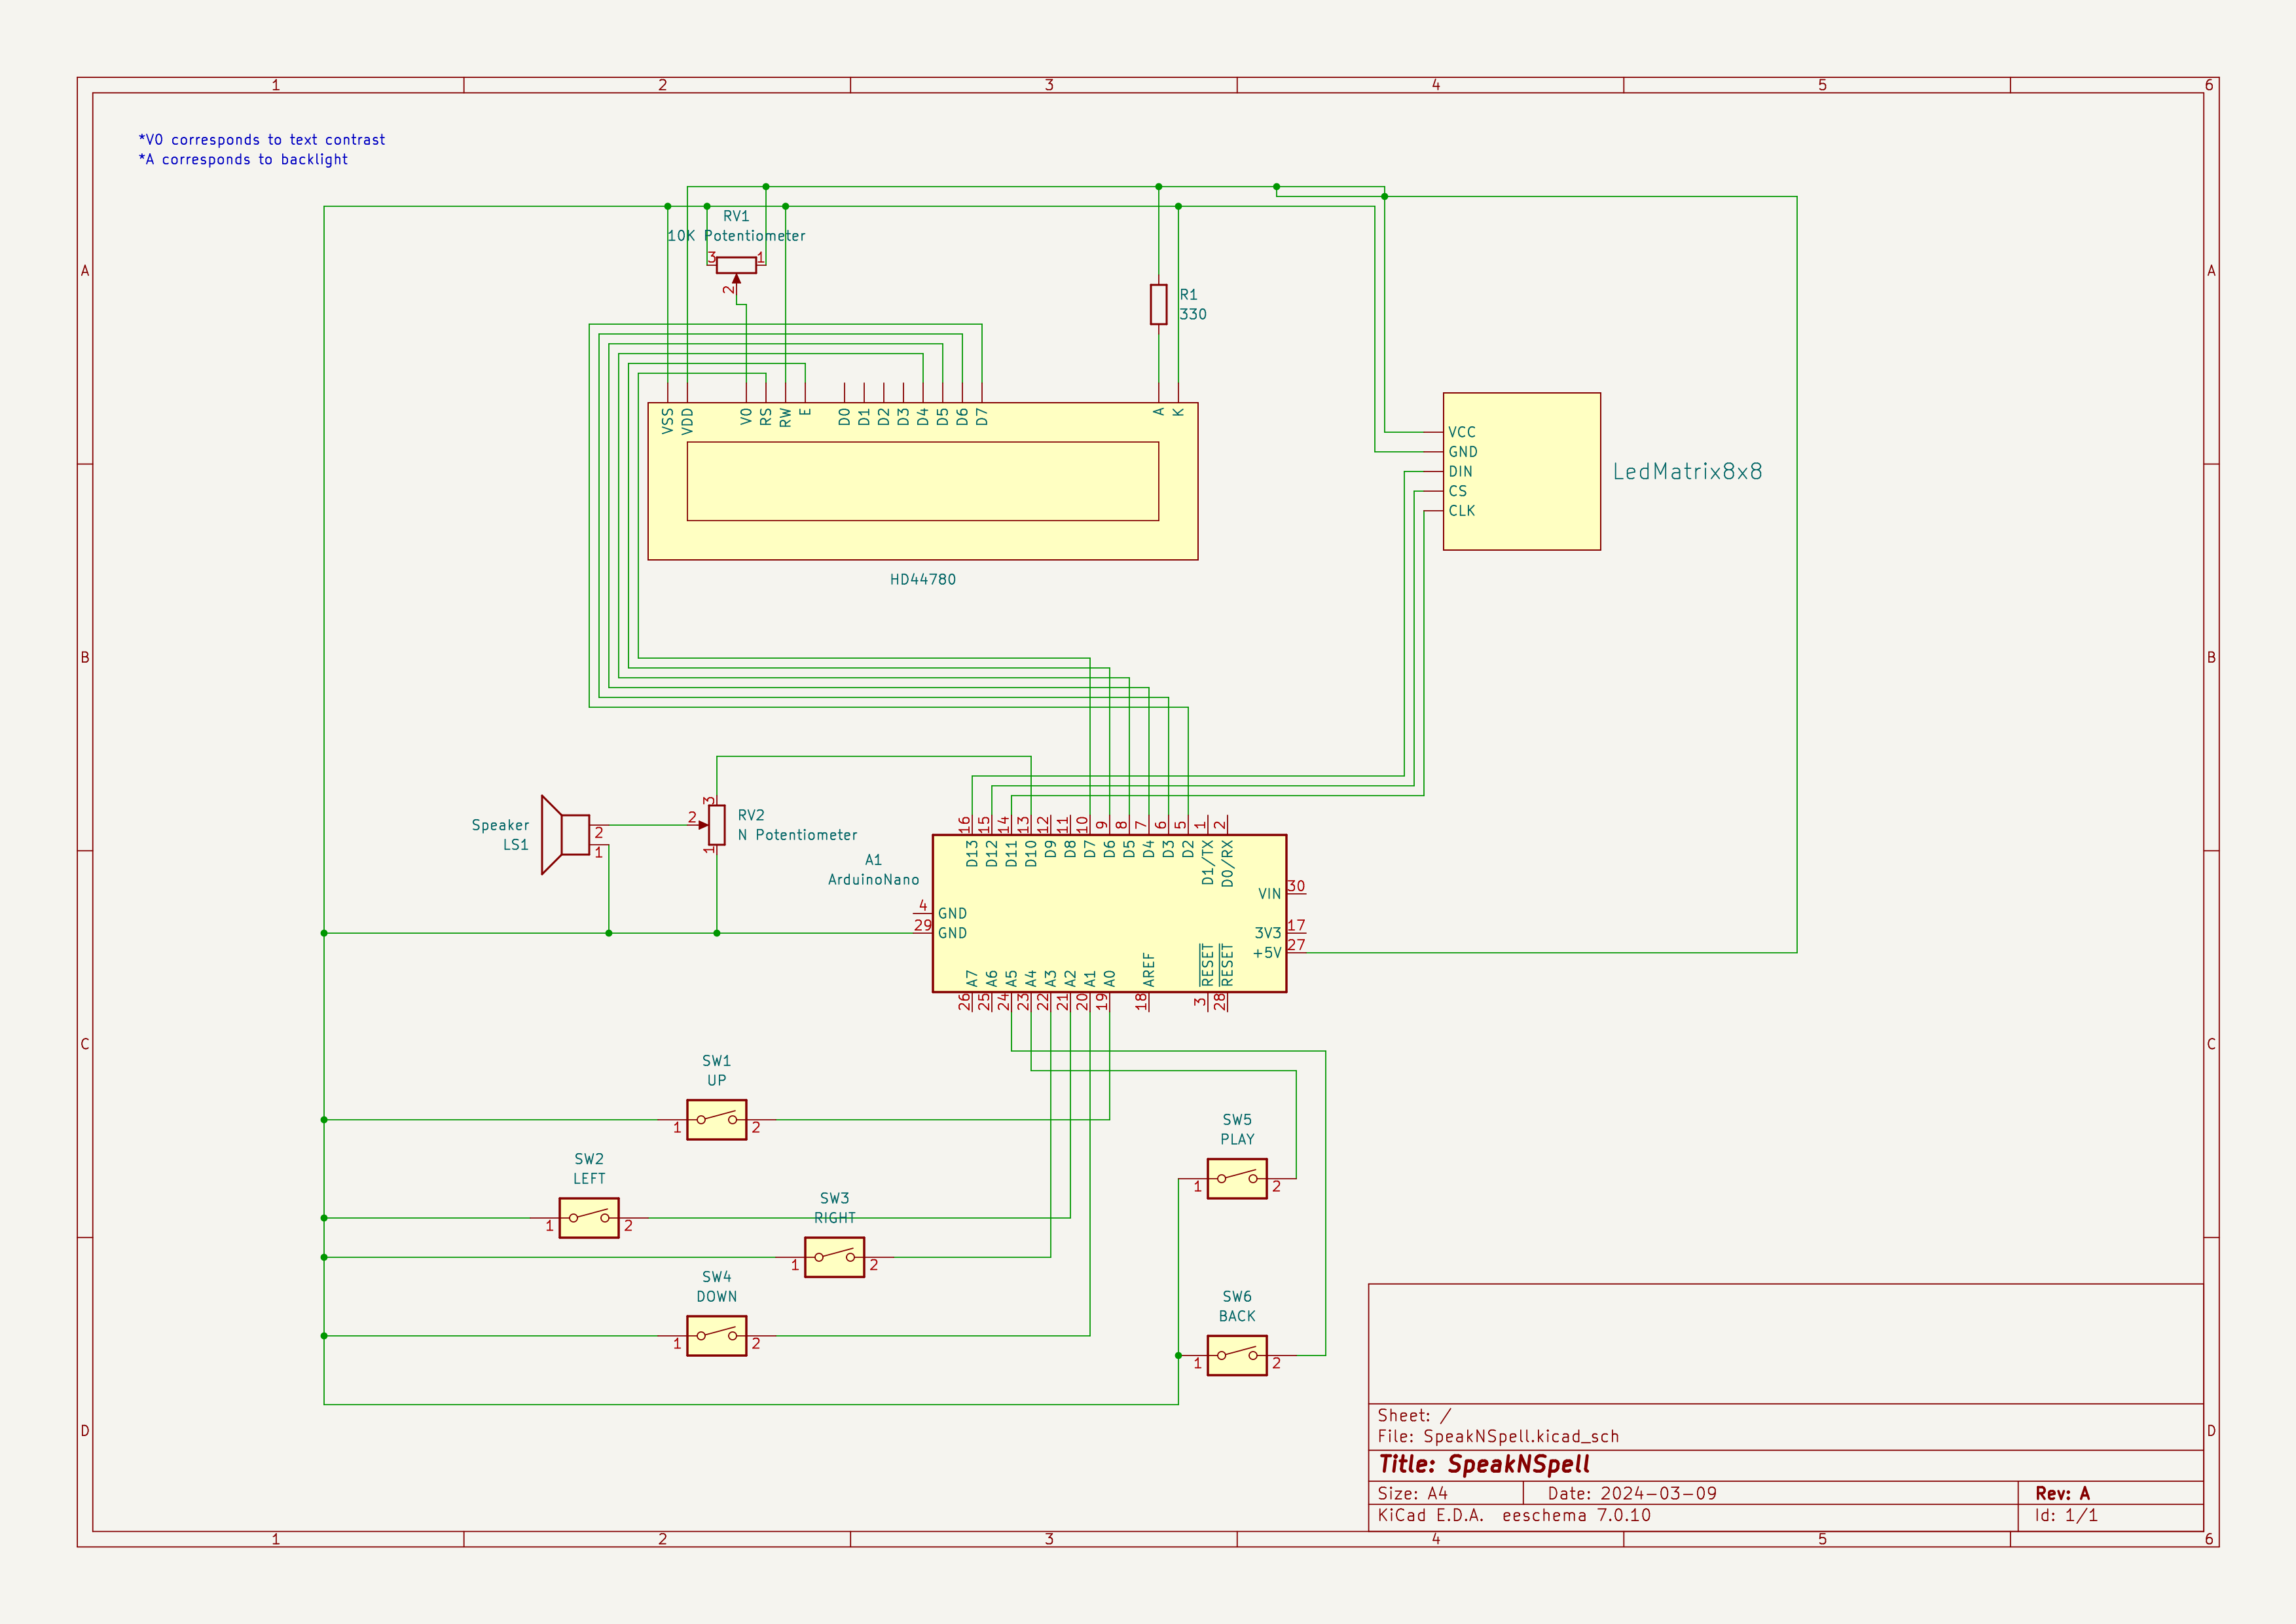 1 2 3 4 5 6
*V0 corresponds to text contrast
*A corresponds to backlight
RV1
10K Potentiometer
3 1
2
A A
R1
330
VSS VDD V0 RS RW E D0 D1 D2 D3 D4 D5 D6 D7 A K
VCC
GND
DIN
CS
CLK
LedMatrix8x8
HD44780
B B
Speaker
LS1
2
1
3
2
1
RV2
N Potentiometer
A1
ArduinoNano
16 15 14 13 12 11 10 9 8 7 6 5 1 2
D13 D12 D11 D10 D9 D8 D7 D6 D5 D4 D3 D2 D1/TX D0/RX
VIN 30
4 GND
29 GND
3V3 17
+5V 27
A7 A6 A5 A4 A3 A2 A1 A0 AREF RESET RESET
26 25 24 23 22 21 20 19 18 3 28
C C
SW1
UP
1 2
SW5
PLAY
1 2
SW2
LEFT
1 2
SW3
RIGHT
1 2
SW4
DOWN
1 2
SW6
BACK
1 2
D D
Sheet: /
File: SpeakNSpell.kicad_sch
Title: SpeakNSpell
Size: A4 Date: 2024-03-09 Rev: A
KiCad E.D.A. eeschema 7.0.10 Id: 1/1
1 2 3 4 5 6